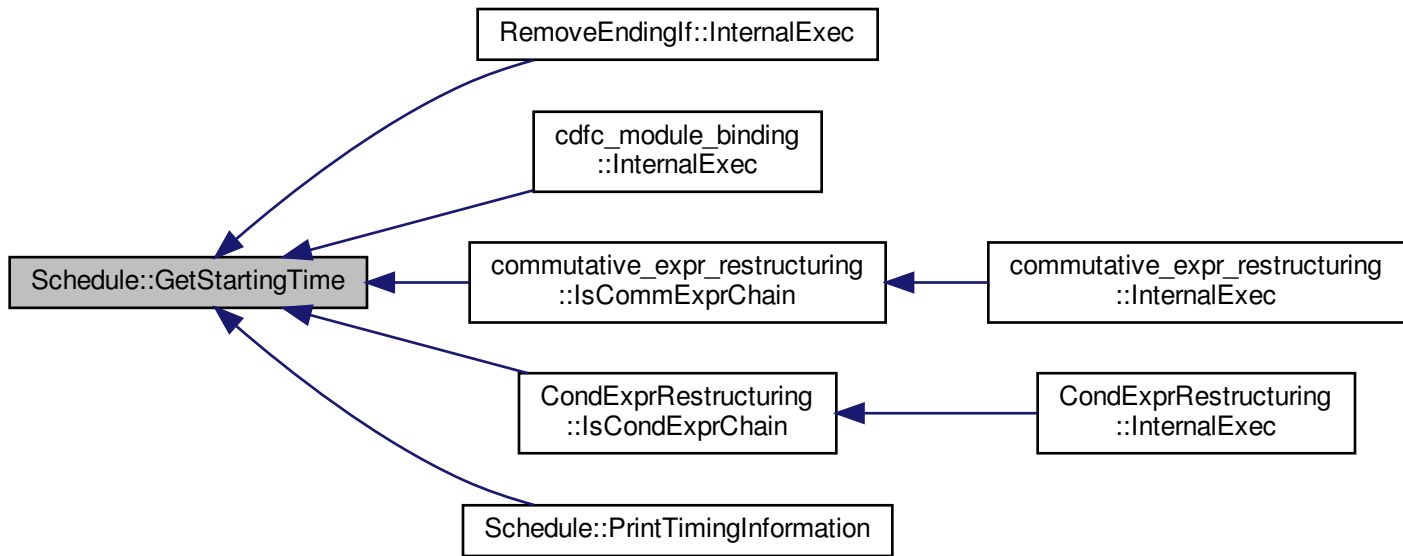 RemoveEndingIf::InternalExec
cdfc_module_binding
::InternalExec
Schedule::GetStartingTime
commutative_expr_restructuring
::IsCommExprChain
commutative_expr_restructuring
::InternalExec
CondExprRestructuring
::IsCondExprChain
CondExprRestructuring
::InternalExec
Schedule::PrintTimingInformation